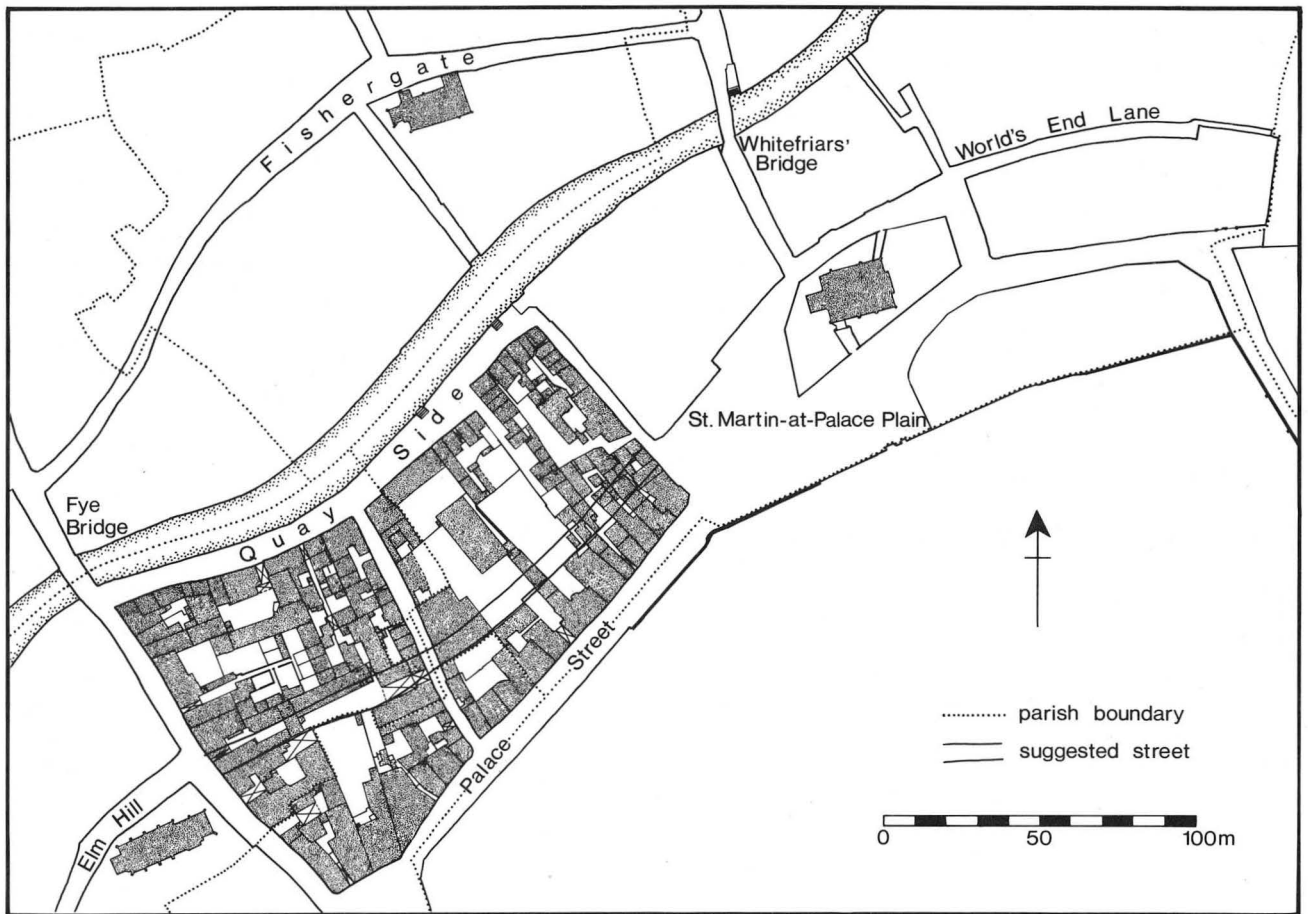 Fishergate
World's End Lane
Whitefriars'
Bridge
St. Martin-at-Palace Plain
Fye
Bridge
Quay Side
Palace Street
Elm Hill
parish boundary
suggested street
0 50 100m